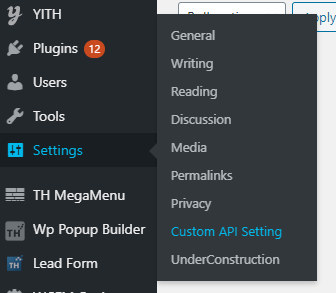 YITH
Plugins 12
Users
Tools
Settings
TH MegaMenu
Wp Popup Builder
Lead Form
General
Writing
Reading
Discussion
Media
Permalinks
Privacy
Custom API Setting
UnderConstruction
Apply